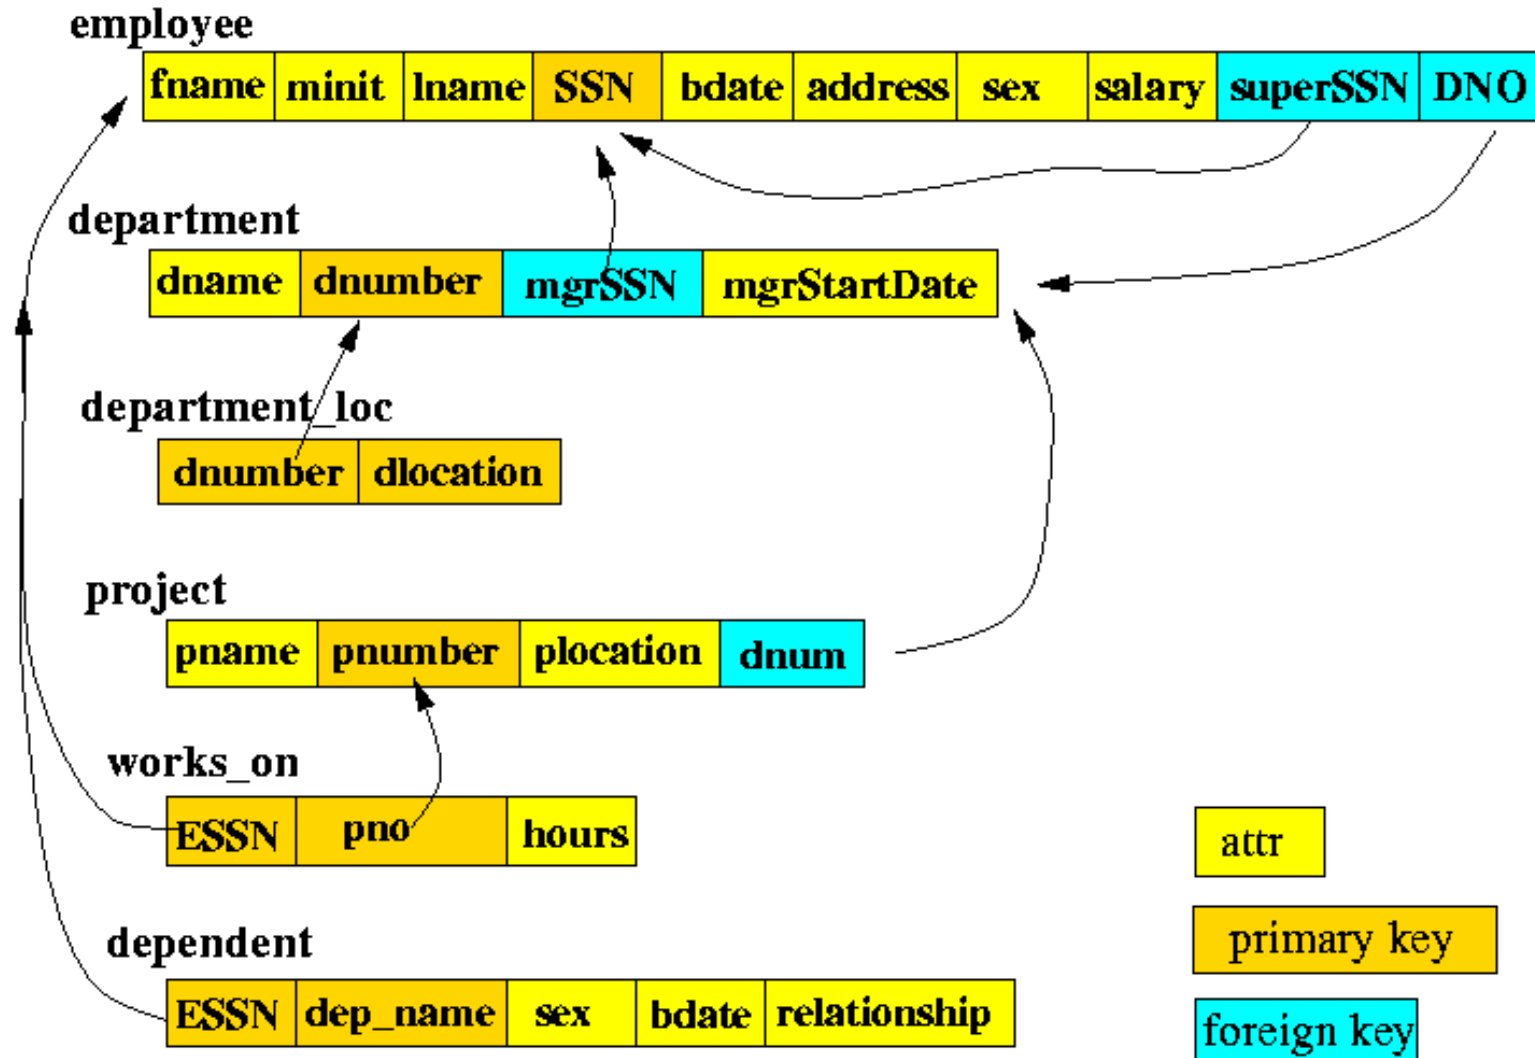 employee
fname minit lname SSN bdate address sex salary superSSN DNO
department
dname dnumber mgrSSN mgrStartDate
department_loc
dnumber dlocation
project
pname pnumber plocation dnum
works_on
ESSN pno hours
attr
primary key
dependent
ESSN dep_name sex bdate relationship
foreign key